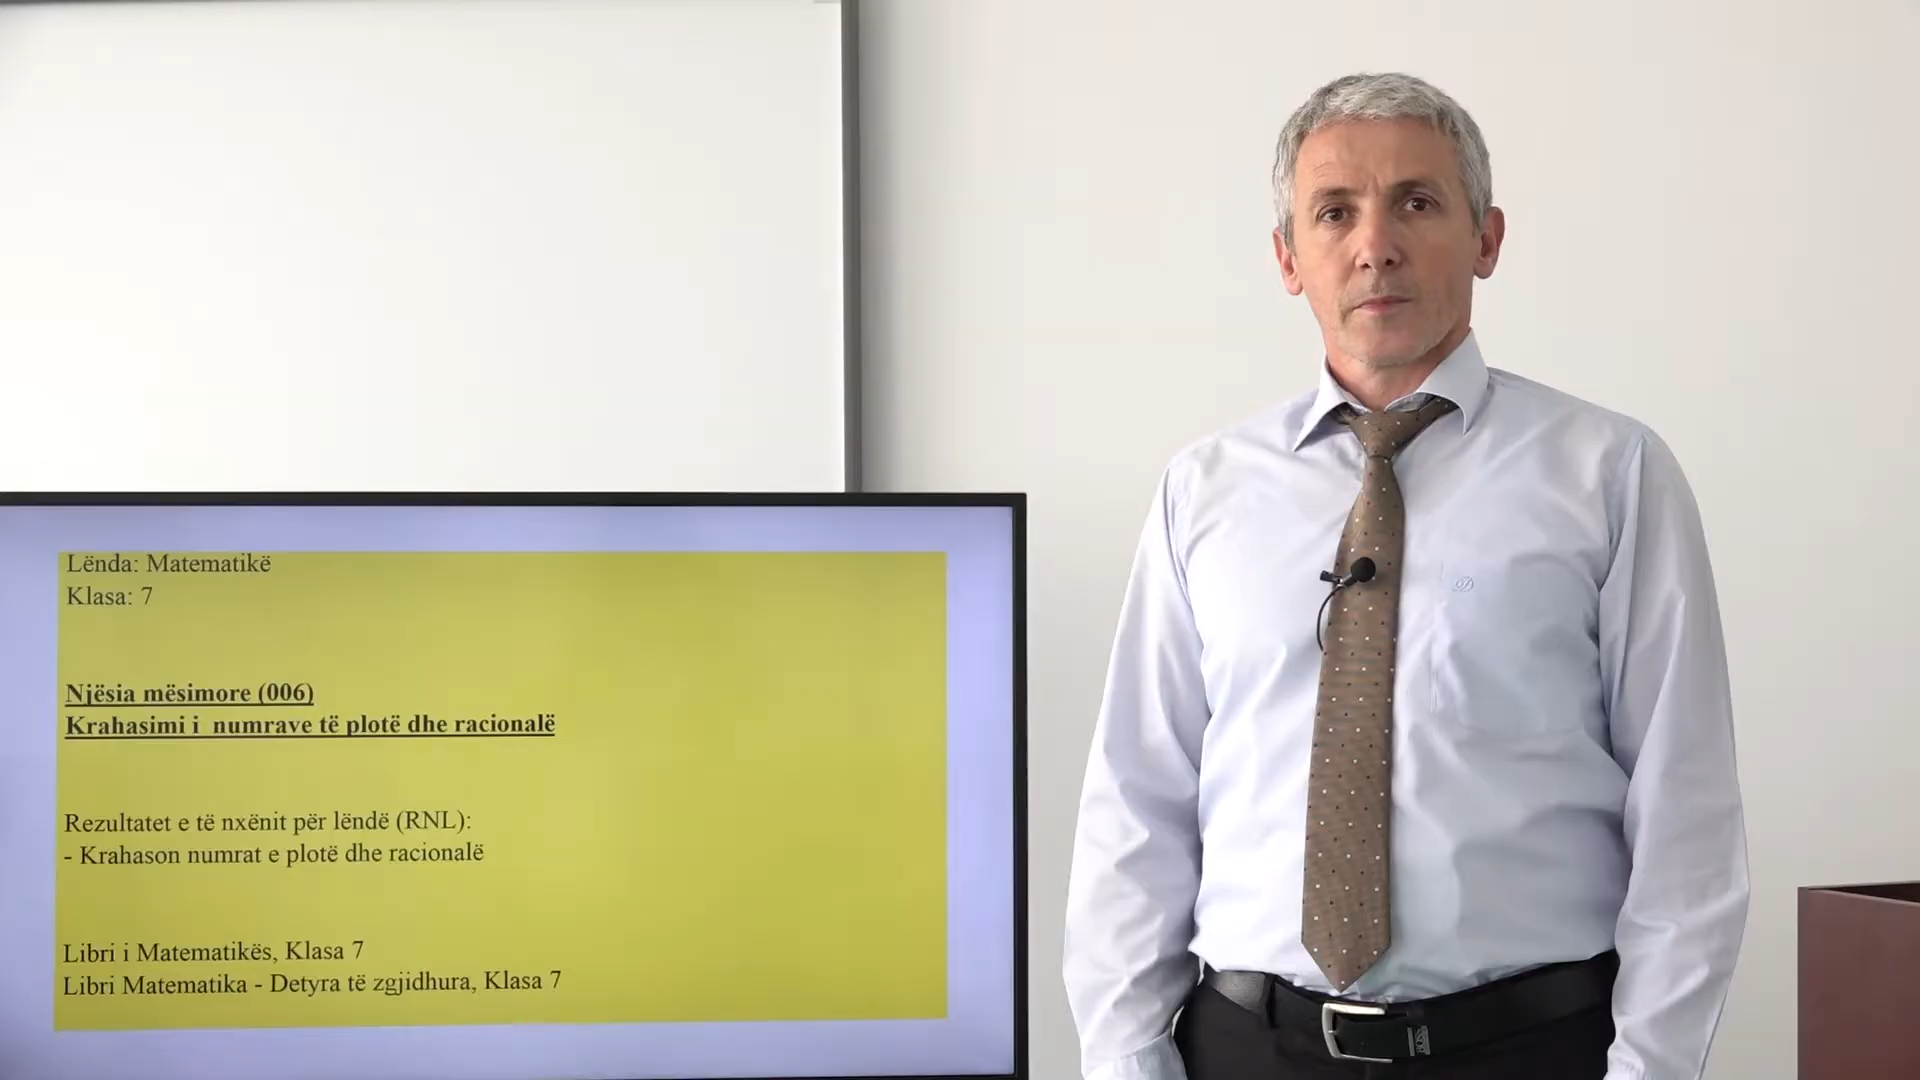 Lënda: Matematikë
Klasa: 7
Njësia mësimore (006)
Krahasimi i numrave të plotë dhe racionalë
Rezultatet e të nxënit për lëndë (RNL):
- Krahason numrat e plotë dhe racionalë
Libri i Matematikës, Klasa 7
Libri Matematika - Detyra të zgjidhura, Klasa 7
BOSS